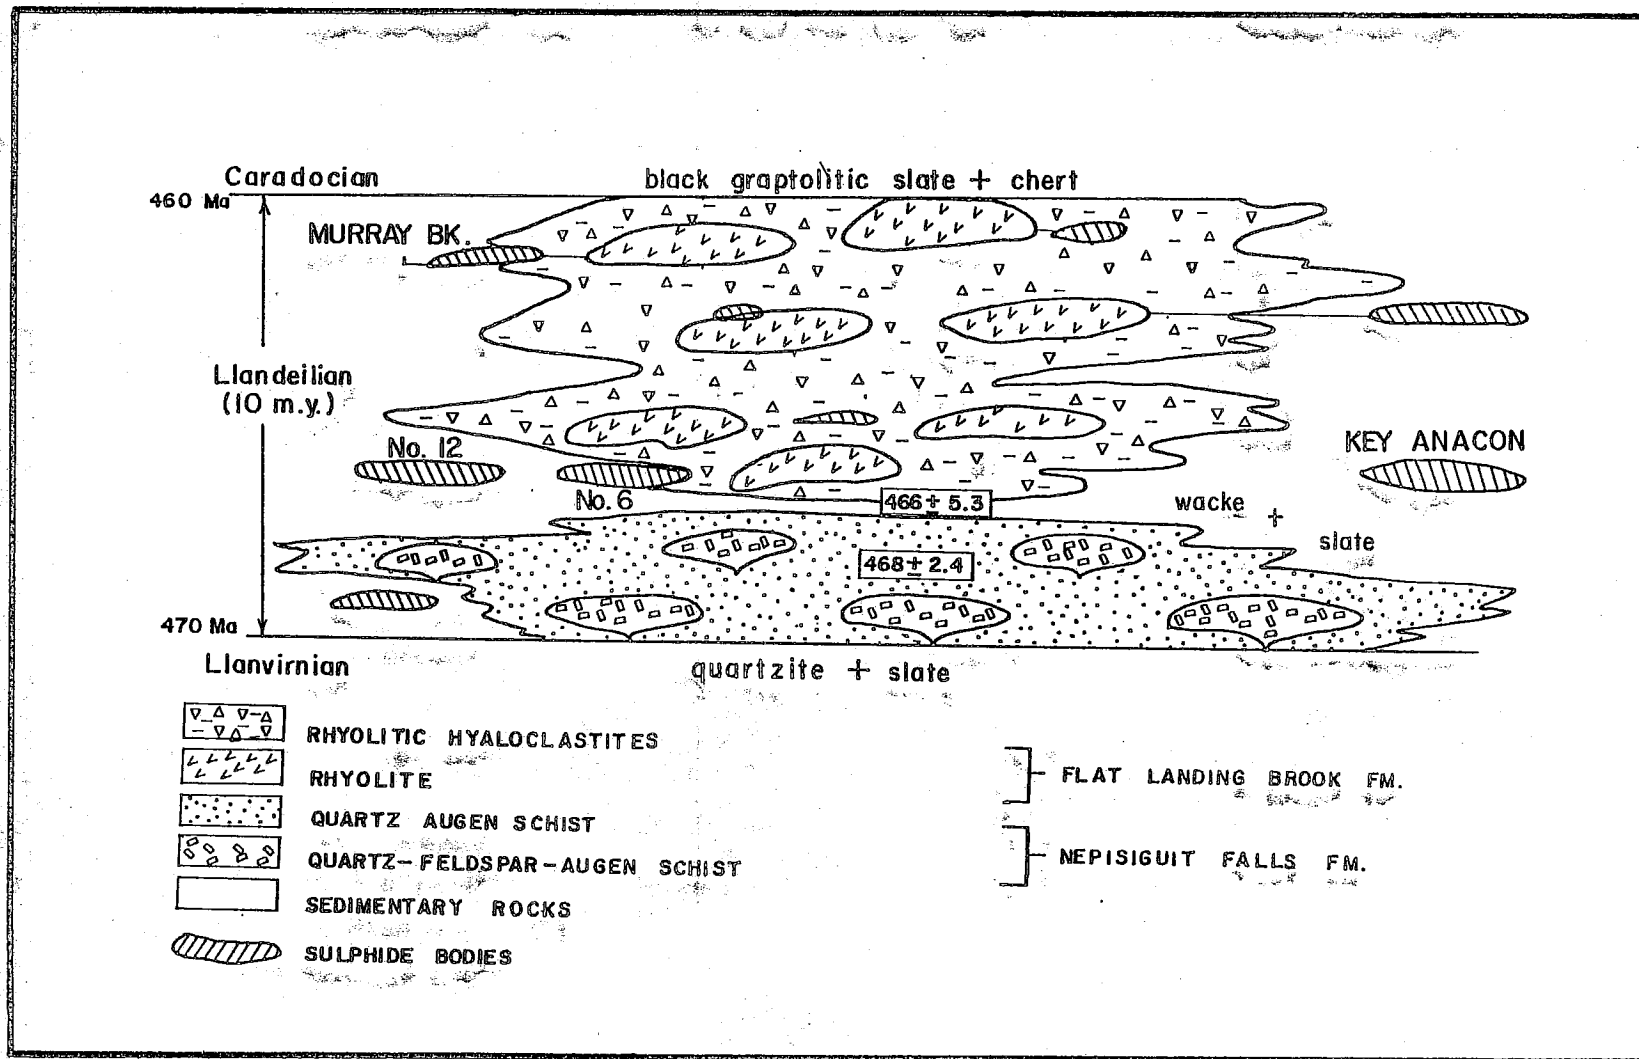 Caradocian
black graptolitic slate + chert
460 Ma
MURRAY BK.
Llandeilian
(10 m.y.)
No. 12
KEY ANACON
No. 6
466 ± 5.3
wacke
+
slate
468 ± 2.4
470 Ma
Llanvirnian
quartzite + slate
RHYOLITIC HYALOCLASTITES
RHYOLITE
FLAT LANDING BROOK FM.
QUARTZ AUGEN SCHIST
QUARTZ-FELDSPAR-AUGEN SCHIST
NEPISIGUIT FALLS FM.
SEDIMENTARY ROCKS
SULPHIDE BODIES